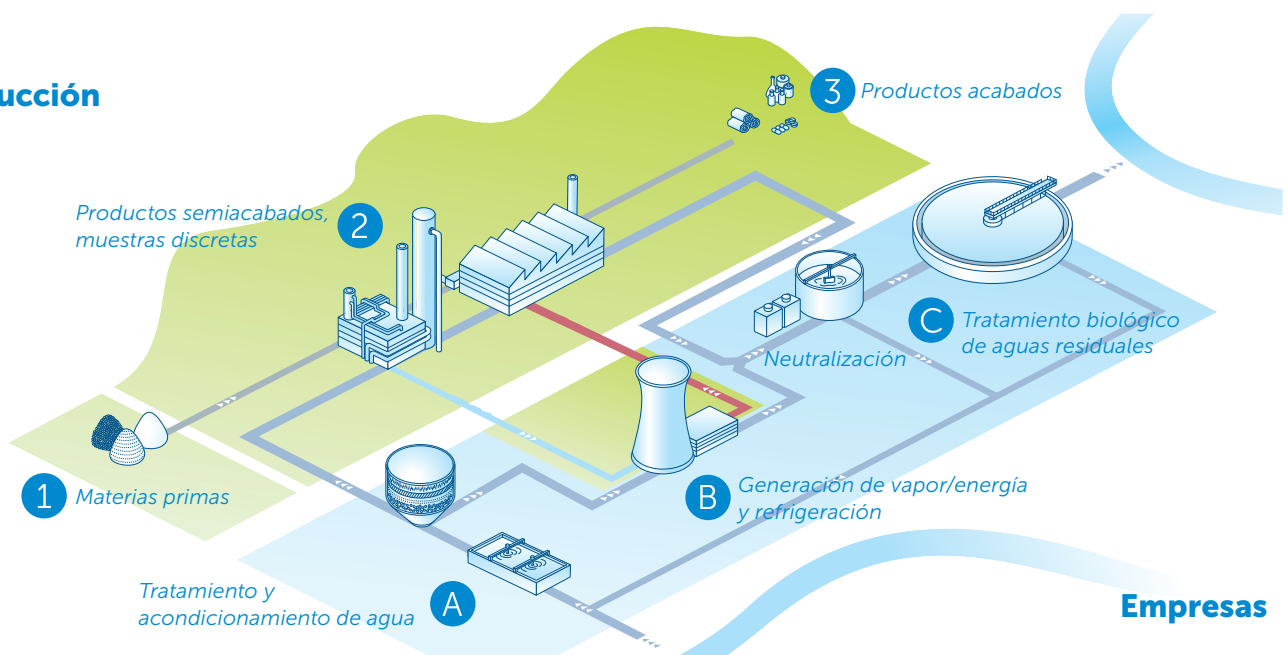 ucción
3 Productos acabados
Productos semiacabados,
muestras discretas
2
C Tratamiento biológico
de aguas residuales
Neutralización
1 Materias primas
B Generación de vapor/energía
y refrigeración
Tratamiento y
acondicionamiento de agua
A
Empresas